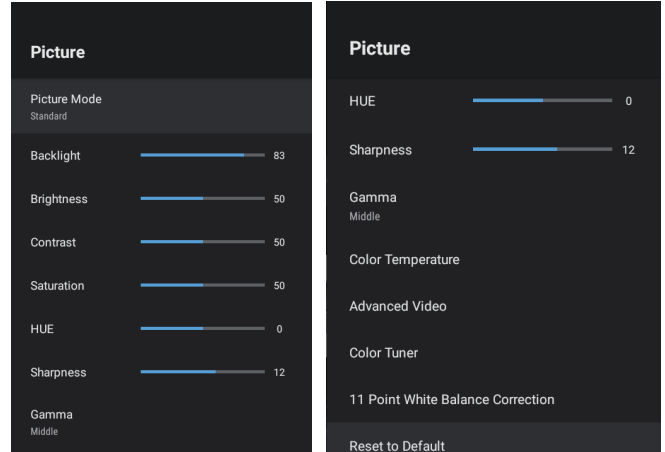 Picture
Picture Mode
Standard
Backlight 83
Brightness 50
Contrast 50
Saturation 50
HUE 0
Sharpness 12
Gamma
Middle
Picture
HUE 0
Sharpness 12
Gamma
Middle
Color Temperature
Advanced Video
Color Tuner
11 Point White Balance Correction
Reset to Default